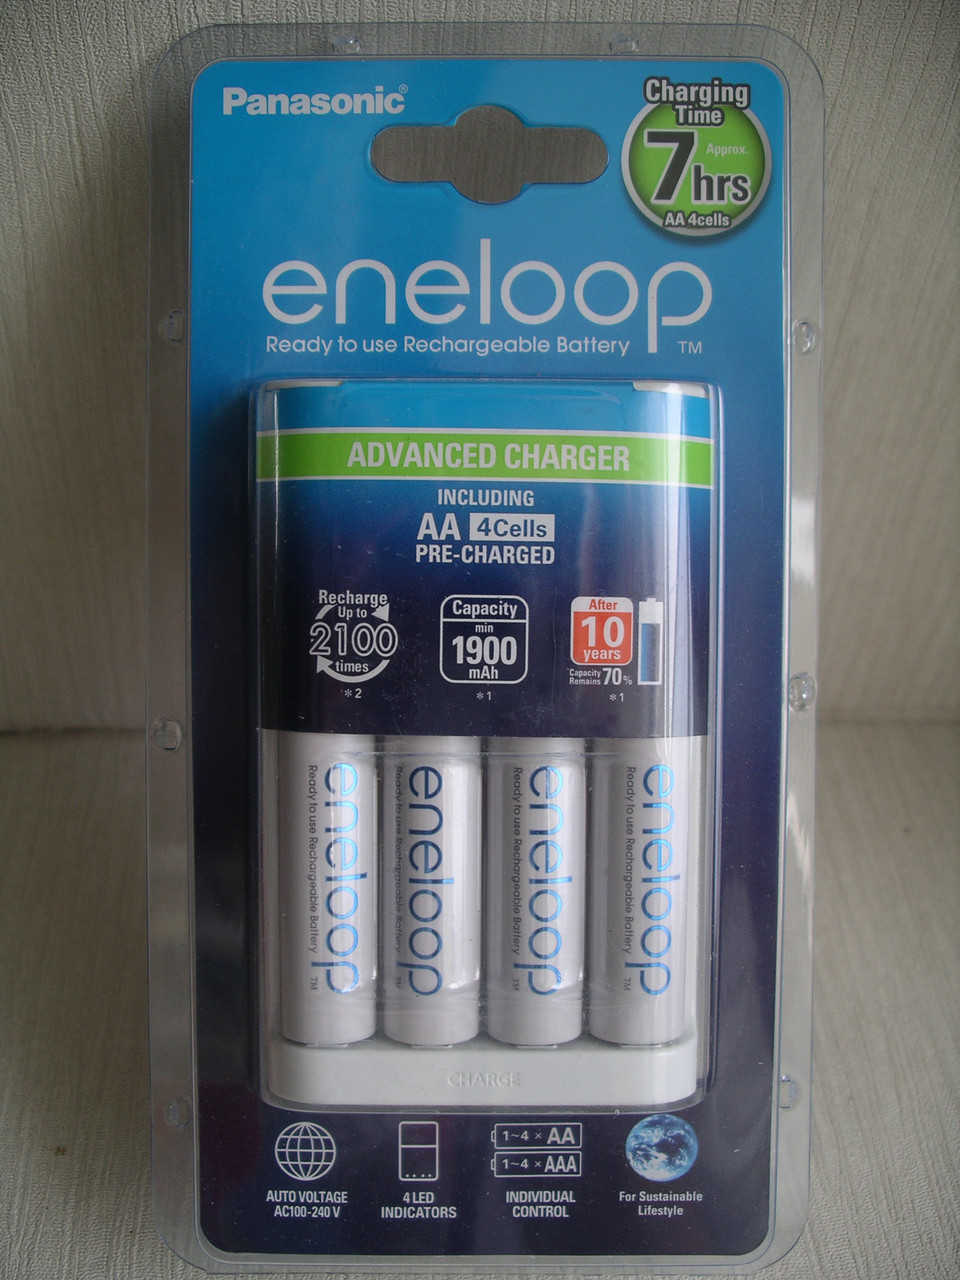 Panasonic®
Charging
Time
Approx.
7hrs
AA 4cells
eneloop
Ready to use Rechargeable Battery TM
ADVANCED CHARGER
INCLUDING
AA 4Cells
PRE-CHARGED
Recharge
Up to
2100
times
*2
Capacity
min
1900
mAh
*1
After
10
years
Capacity
Remains 70%
*1
eneloop
Ready to use Rechargeable Battery TM
eneloop
Ready to use Rechargeable Battery TM
eneloop
Ready to use Rechargeable Battery TM
eneloop
Ready to use Rechargeable Battery TM
CHARGE
AUTO VOLTAGE
AC100-240 V
4 LED
INDICATORS
1~4 × AA
1~4 × AAA
INDIVIDUAL
CONTROL
For Sustainable
Lifestyle